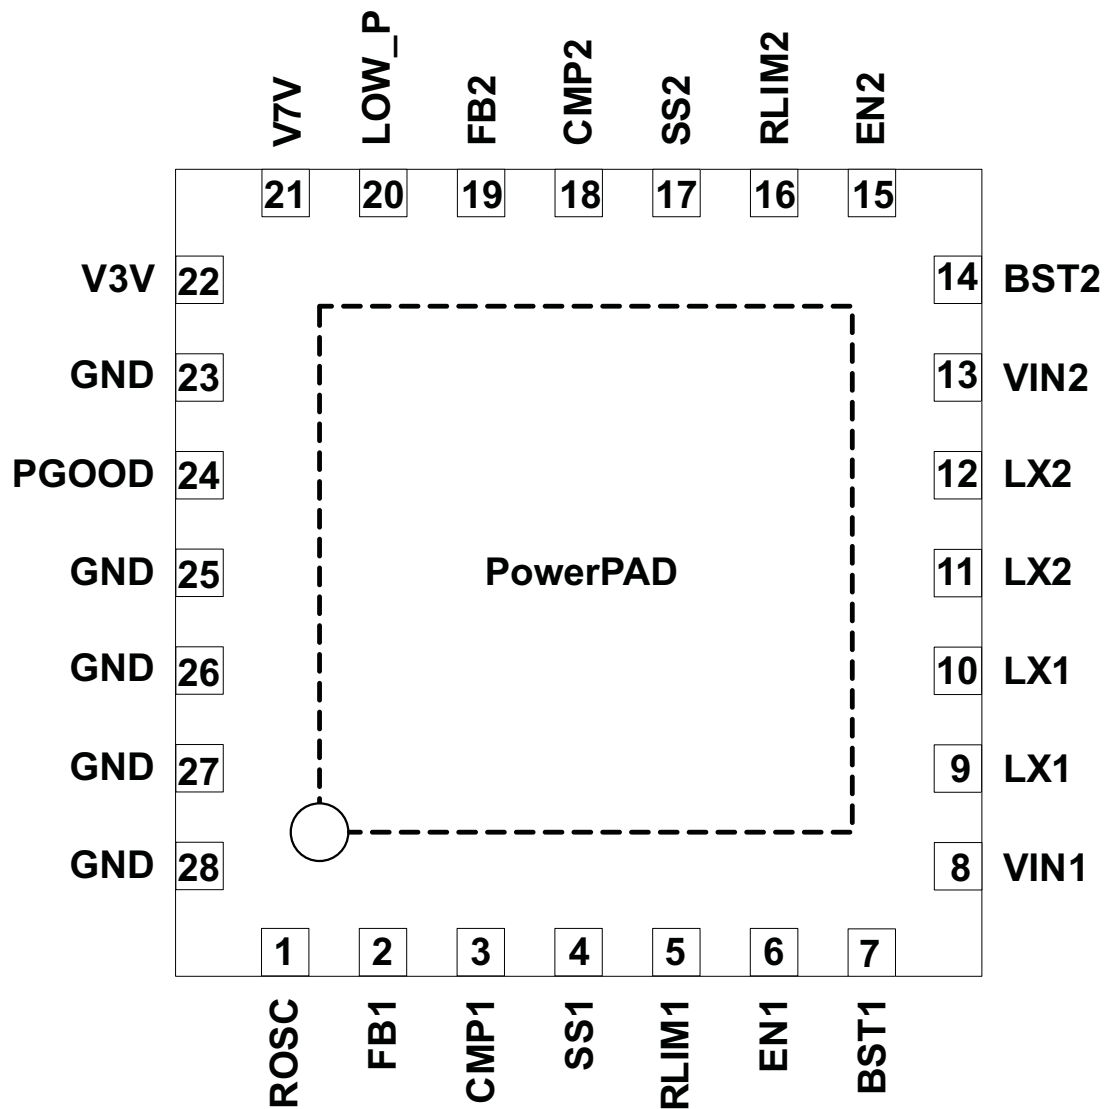 V7V LOW_P FB2 CMP2 SS2 RLIM2 EN2
21 20 19 18 17 16 15
V3V 22 14 BST2
GND 23 13 VIN2
PGOOD 24 12 LX2
GND 25 PowerPAD 11 LX2
GND 26 10 LX1
GND 27 9 LX1
GND 28 8 VIN1
1 2 3 4 5 6 7
ROSC FB1 CMP1 SS1 RLIM1 EN1 BST1